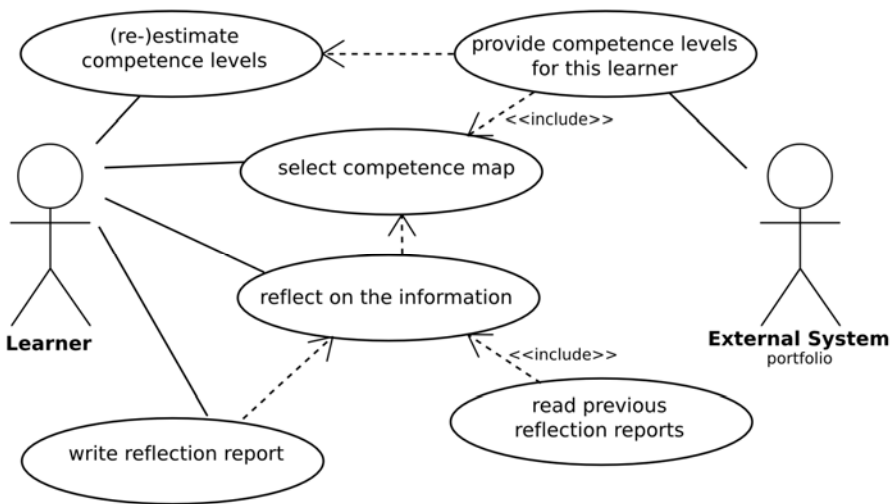 (re-)estimate
competence levels
provide competence levels
for this learner
<<include>>
select competence map
reflect on the information
Learner
External System
portfolio
<<include>>
write reflection report
read previous
reflection reports